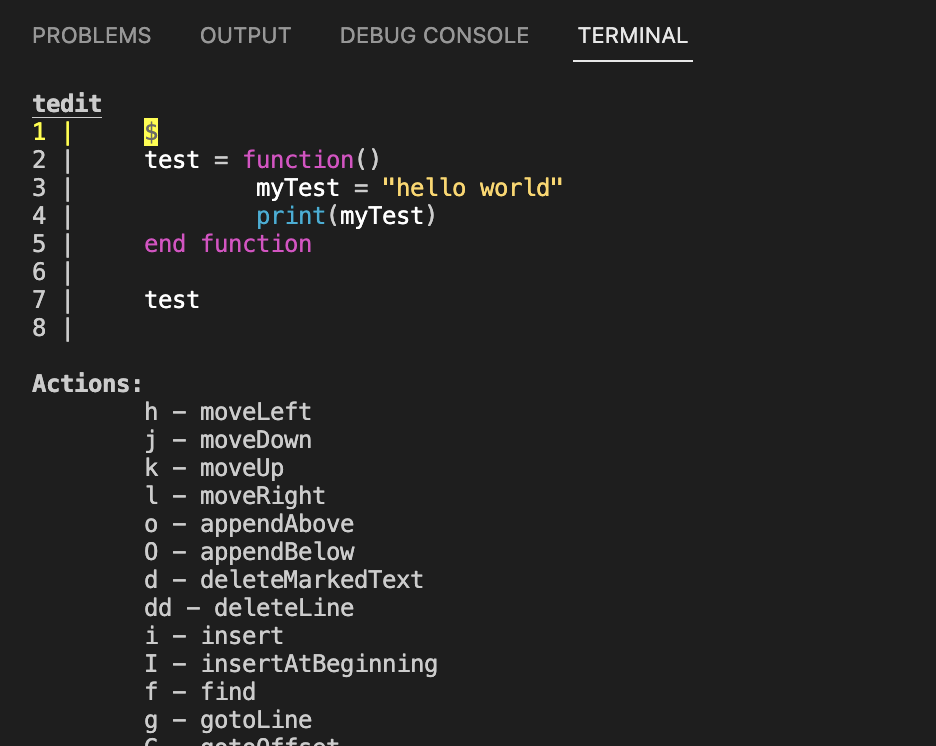 PROBLEMS OUTPUT DEBUG CONSOLE TERMINAL
tedit
1 | $
2 | test = function()
3 | myTest = "hello world"
4 | print(myTest)
5 | end function
6 |
7 | test
8 |
Actions:
h - moveLeft
j - moveDown
k - moveUp
l - moveRight
o - appendAbove
O - appendBelow
d - deleteMarkedText
dd - deleteLine
i - insert
I - insertAtBeginning
f - find
g - gotoLine
G - gotoOffset